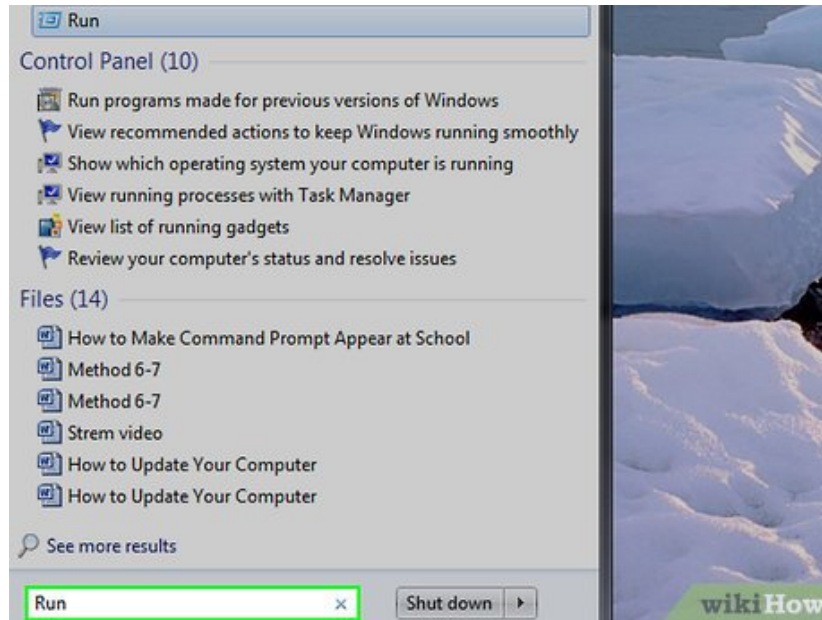 Run
Control Panel (10)
Run programs made for previous versions of Windows
View recommended actions to keep Windows running smoothly
Show which operating system your computer is running
View running processes with Task Manager
View list of running gadgets
Review your computer's status and resolve issues
Files (14)
How to Make Command Prompt Appear at School
Method 6-7
Method 6-7
Strem video
How to Update Your Computer
How to Update Your Computer
See more results
Run Shut down
wikiHow